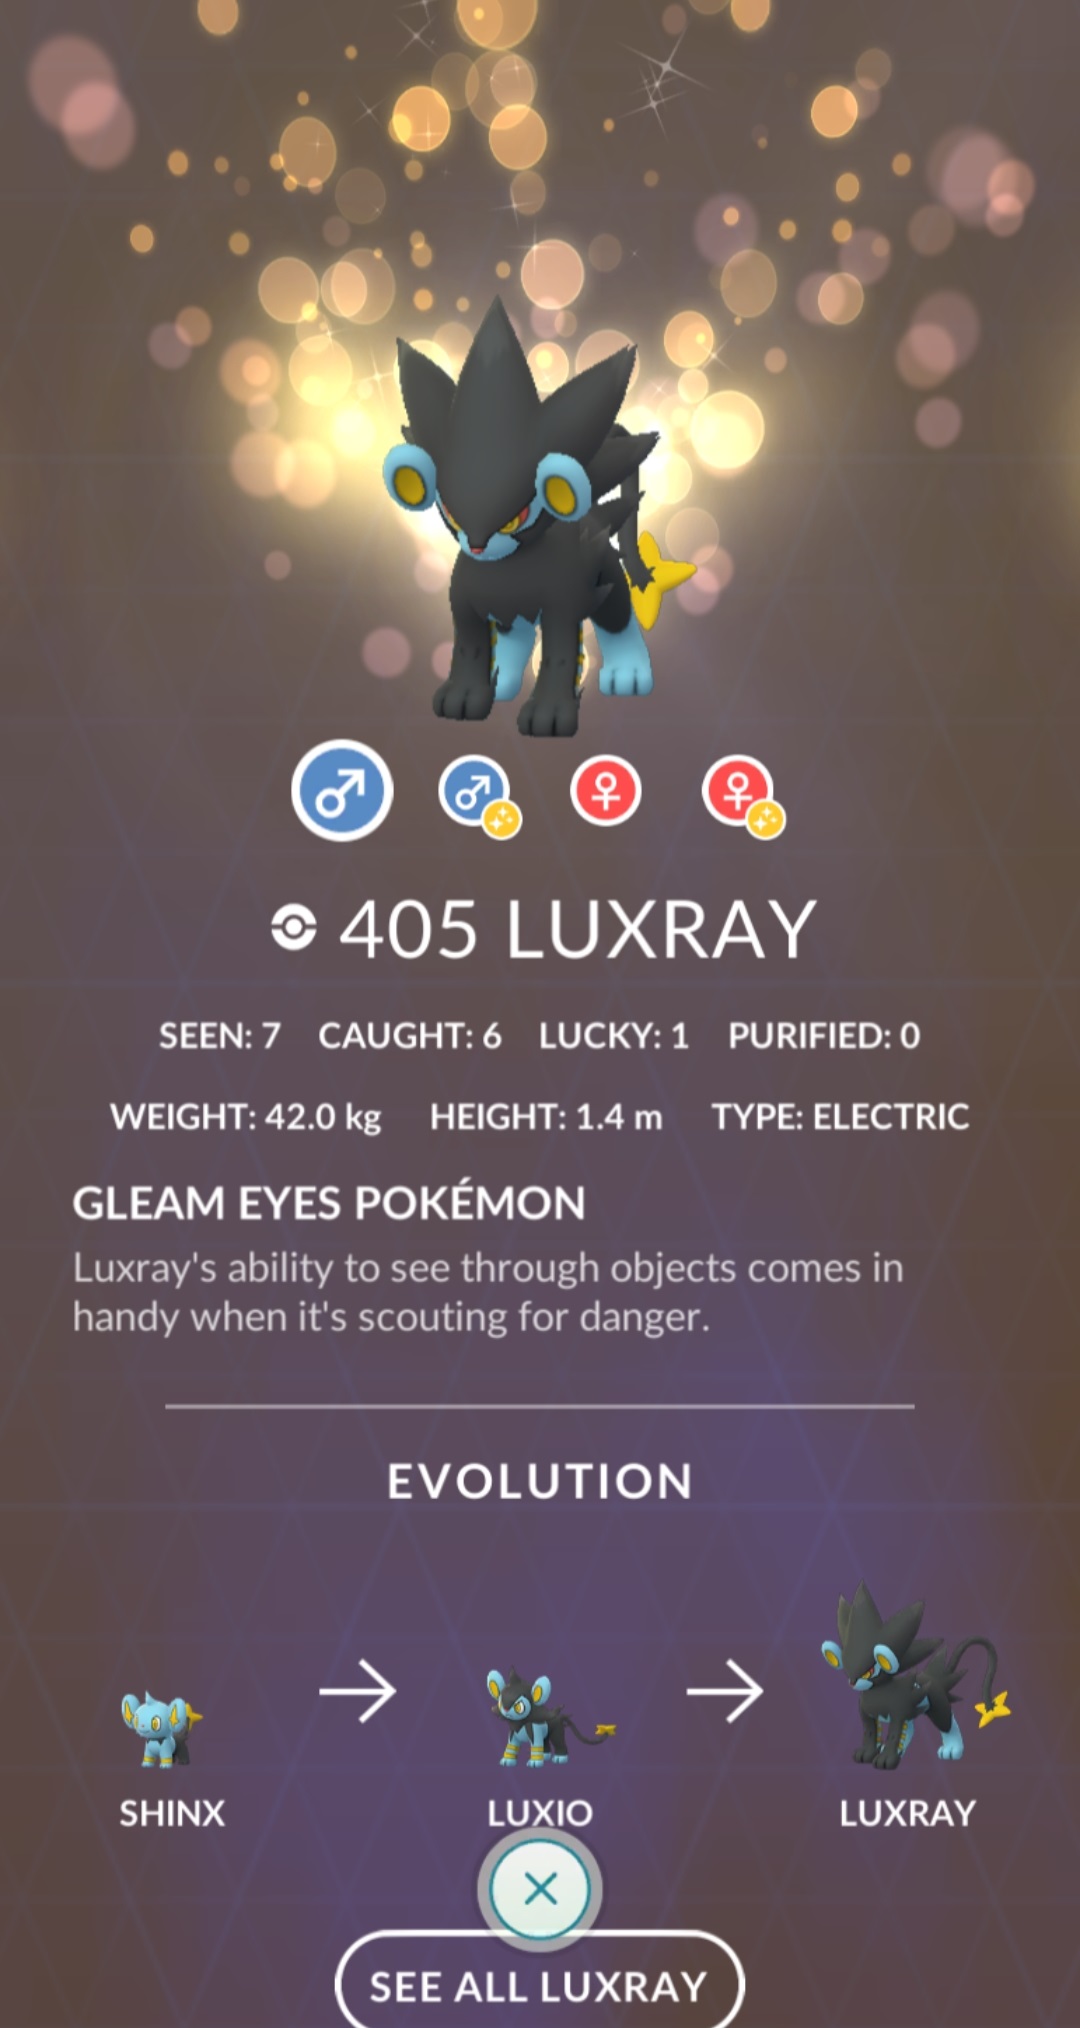 405 LUXRAY
SEEN: 7 CAUGHT: 6 LUCKY: 1 PURIFIED: 0
WEIGHT: 42.0 kg HEIGHT: 1.4 m TYPE: ELECTRIC
GLEAM EYES POKÉMON
Luxray's ability to see through objects comes in
handy when it's scouting for danger.
EVOLUTION
SHINX LUXIO LUXRAY
SEE ALL LUXRAY